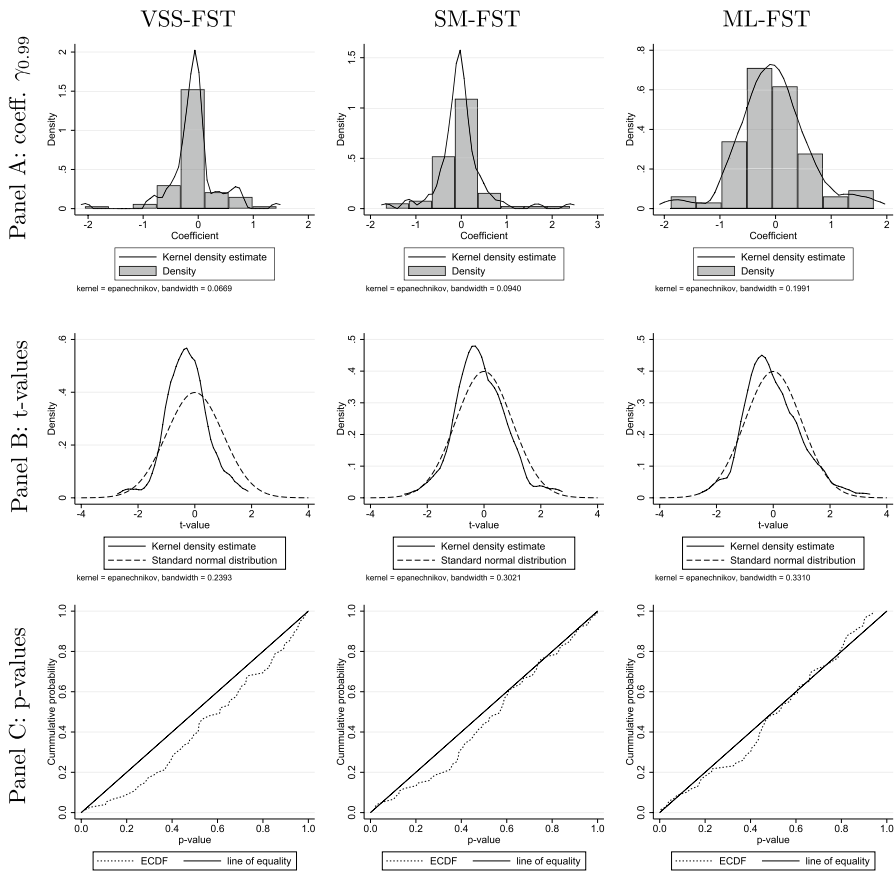 VSS-FST SM-FST ML-FST
Panel A: coeff. γ0.99
Density
0 .5 1 1.5 2
-2 -1 0 1 2
Coefficient
Kernel density estimate
Density
kernel = epanechnikov, bandwidth = 0.0669
Density
0 .5 1 1.5
-2 -1 0 1 2 3
Coefficient
Kernel density estimate
Density
kernel = epanechnikov, bandwidth = 0.0940
Density
0 .2 .4 .6 .8
-2 -1 0 1 2
Coefficient
Kernel density estimate
Density
kernel = epanechnikov, bandwidth = 0.1991
Panel B: t-values
Density
0 .2 .4 .6
-4 -2 0 2 4
t-value
Kernel density estimate
Standard normal distribution
kernel = epanechnikov, bandwidth = 0.2393
Density
0 .1 .2 .3 .4 .5
-4 -2 0 2 4
t-value
Kernel density estimate
Standard normal distribution
kernel = epanechnikov, bandwidth = 0.3021
Density
0 .1 .2 .3 .4 .5
-4 -2 0 2 4
t-value
Kernel density estimate
Standard normal distribution
kernel = epanechnikov, bandwidth = 0.3310
Panel C: p-values
Cummulative probability
0.0 0.2 0.4 0.6 0.8 1.0
0.0 0.2 0.4 0.6 0.8 1.0
p-value
ECDF line of equality
Cummulative probability
0.0 0.2 0.4 0.6 0.8 1.0
0.0 0.2 0.4 0.6 0.8 1.0
p-value
ECDF line of equality
Cummulative probability
0.0 0.2 0.4 0.6 0.8 1.0
0.0 0.2 0.4 0.6 0.8 1.0
p-value
ECDF line of equality